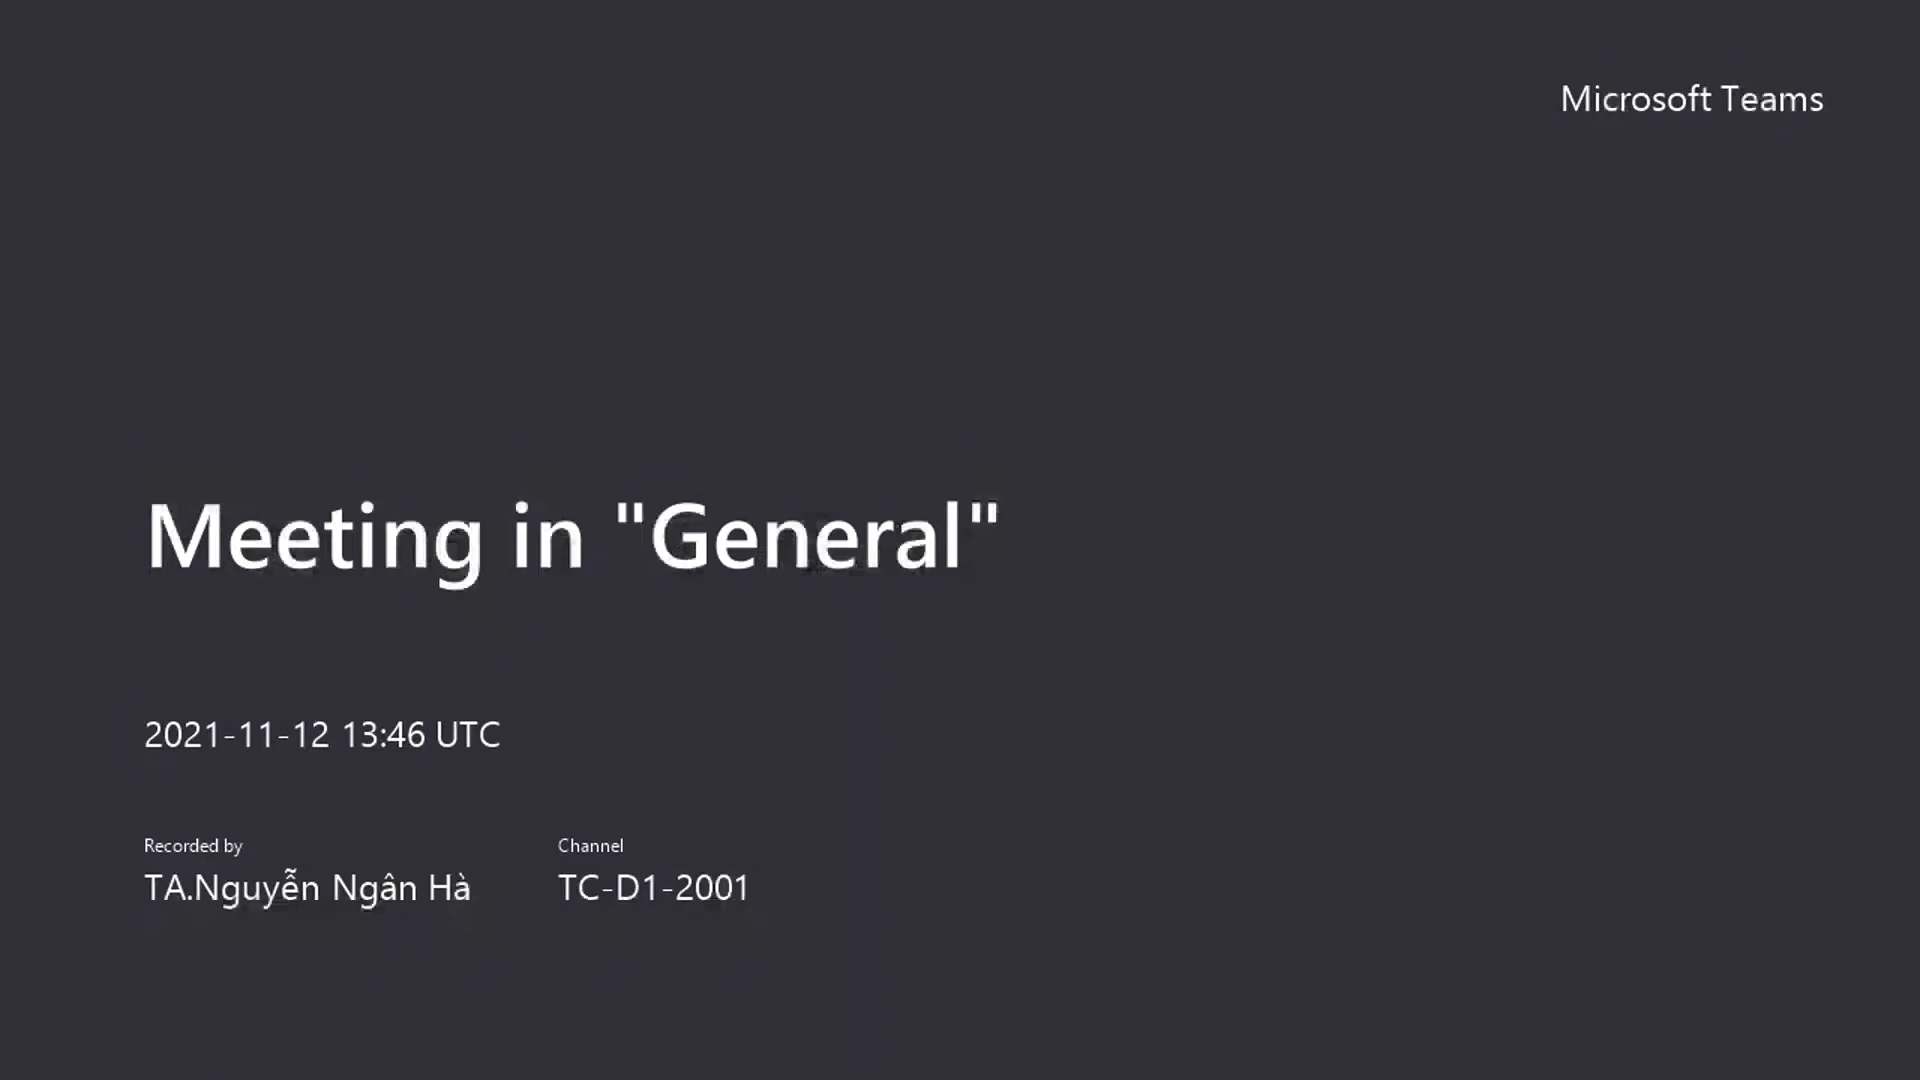 Microsoft Teams
Meeting in "General"
2021-11-12 13:46 UTC
Recorded by
TA.Nguyễn Ngân Hà
Channel
TC-D1-2001